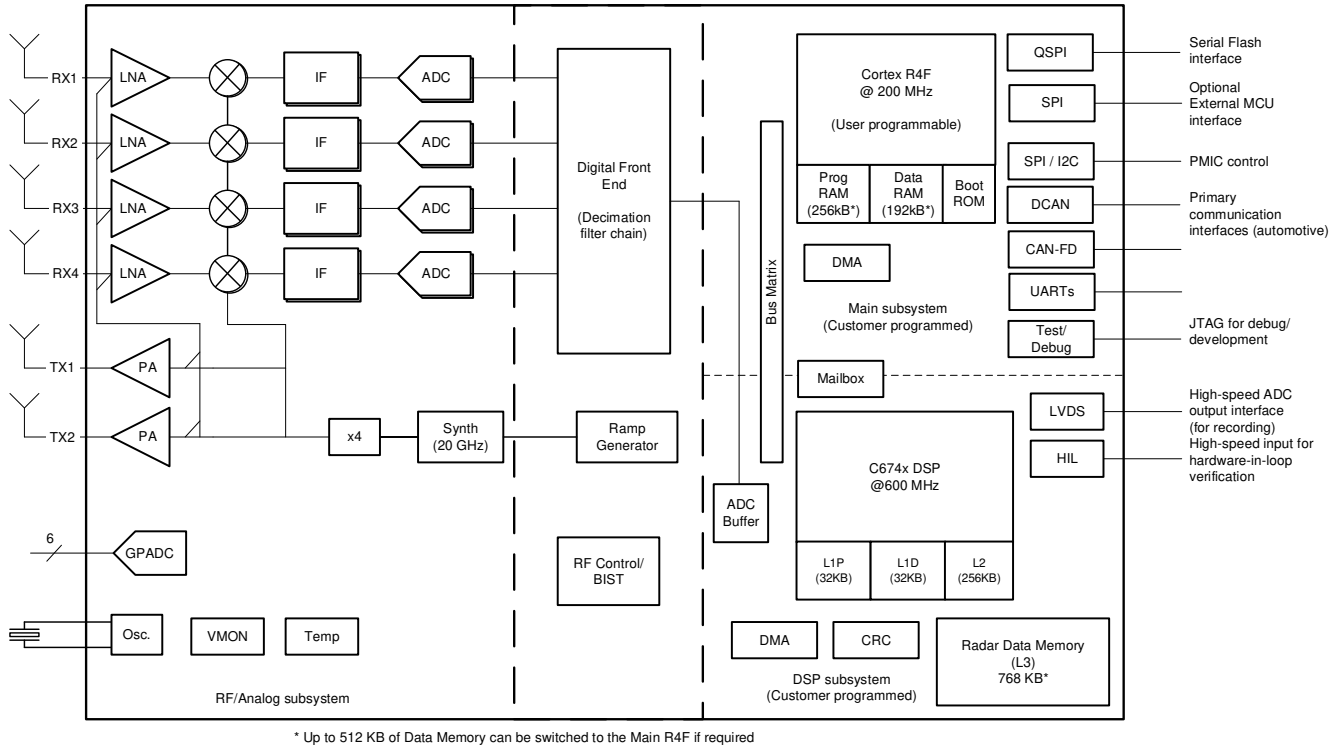 RX1
LNA
IF
ADC
RX2
LNA
IF
ADC
RX3
LNA
IF
ADC
RX4
LNA
IF
ADC
TX1
PA
TX2
PA
x4
Synth
(20 GHz)
Ramp
Generator
Digital Front
End
(Decimation
filter chain)
6
GPADC
Osc.
VMON
Temp
RF/Analog subsystem
RF Control/
BIST
ADC
Buffer
Bus Matrix
Cortex R4F
@ 200 MHz
(User programmable)
Prog
RAM
(256kB*)
Data
RAM
(192kB*)
Boot
ROM
DMA
Main subsystem
(Customer programmed)
Mailbox
QSPI
Serial Flash
interface
SPI
Optional
External MCU
interface
SPI / I2C
PMIC control
DCAN
Primary
communication
interfaces (automotive)
CAN-FD
UARTs
Test/
Debug
JTAG for debug/
development
LVDS
High-speed ADC
output interface
(for recording)
HIL
High-speed input for
hardware-in-loop
verification
C674x DSP
@600 MHz
L1P
(32KB)
L1D
(32KB)
L2
(256KB)
DMA
CRC
DSP subsystem
(Customer programmed)
Radar Data Memory
(L3)
768 KB*
* Up to 512 KB of Data Memory can be switched to the Main R4F if required